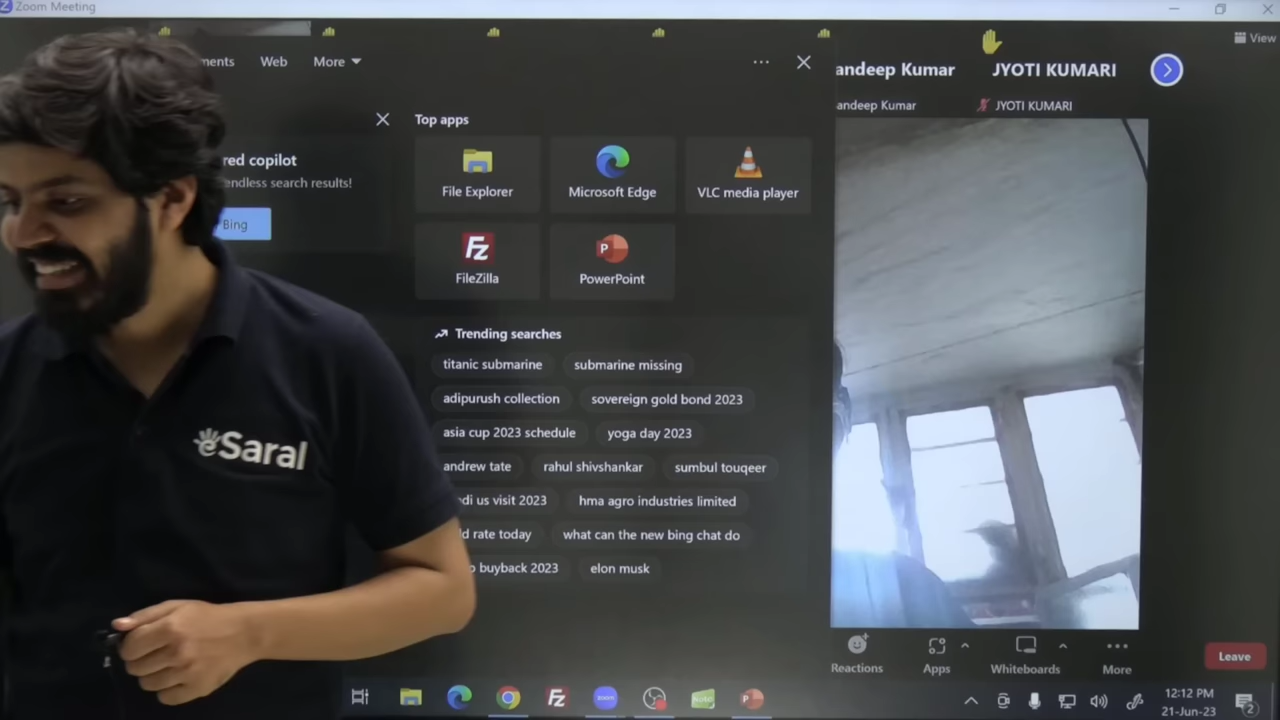 Zoom Meeting
View
ments Web More
andeep Kumar JYOTI KUMARI
andeep Kumar JYOTI KUMARI
Top apps
red copilot
endless search results!
Bing
File Explorer Microsoft Edge VLC media player
FileZilla PowerPoint
Trending searches
titanic submarine submarine missing
adipurush collection sovereign gold bond 2023
asia cup 2023 schedule yoga day 2023
andrew tate rahul shivshankar sumbul touqeer
di us visit 2023 hma agro industries limited
d rate today what can the new bing chat do
buyback 2023 elon musk
eSaral
Reactions Apps Whiteboards More Leave
zoom
12:12 PM
21-Jun-23
2